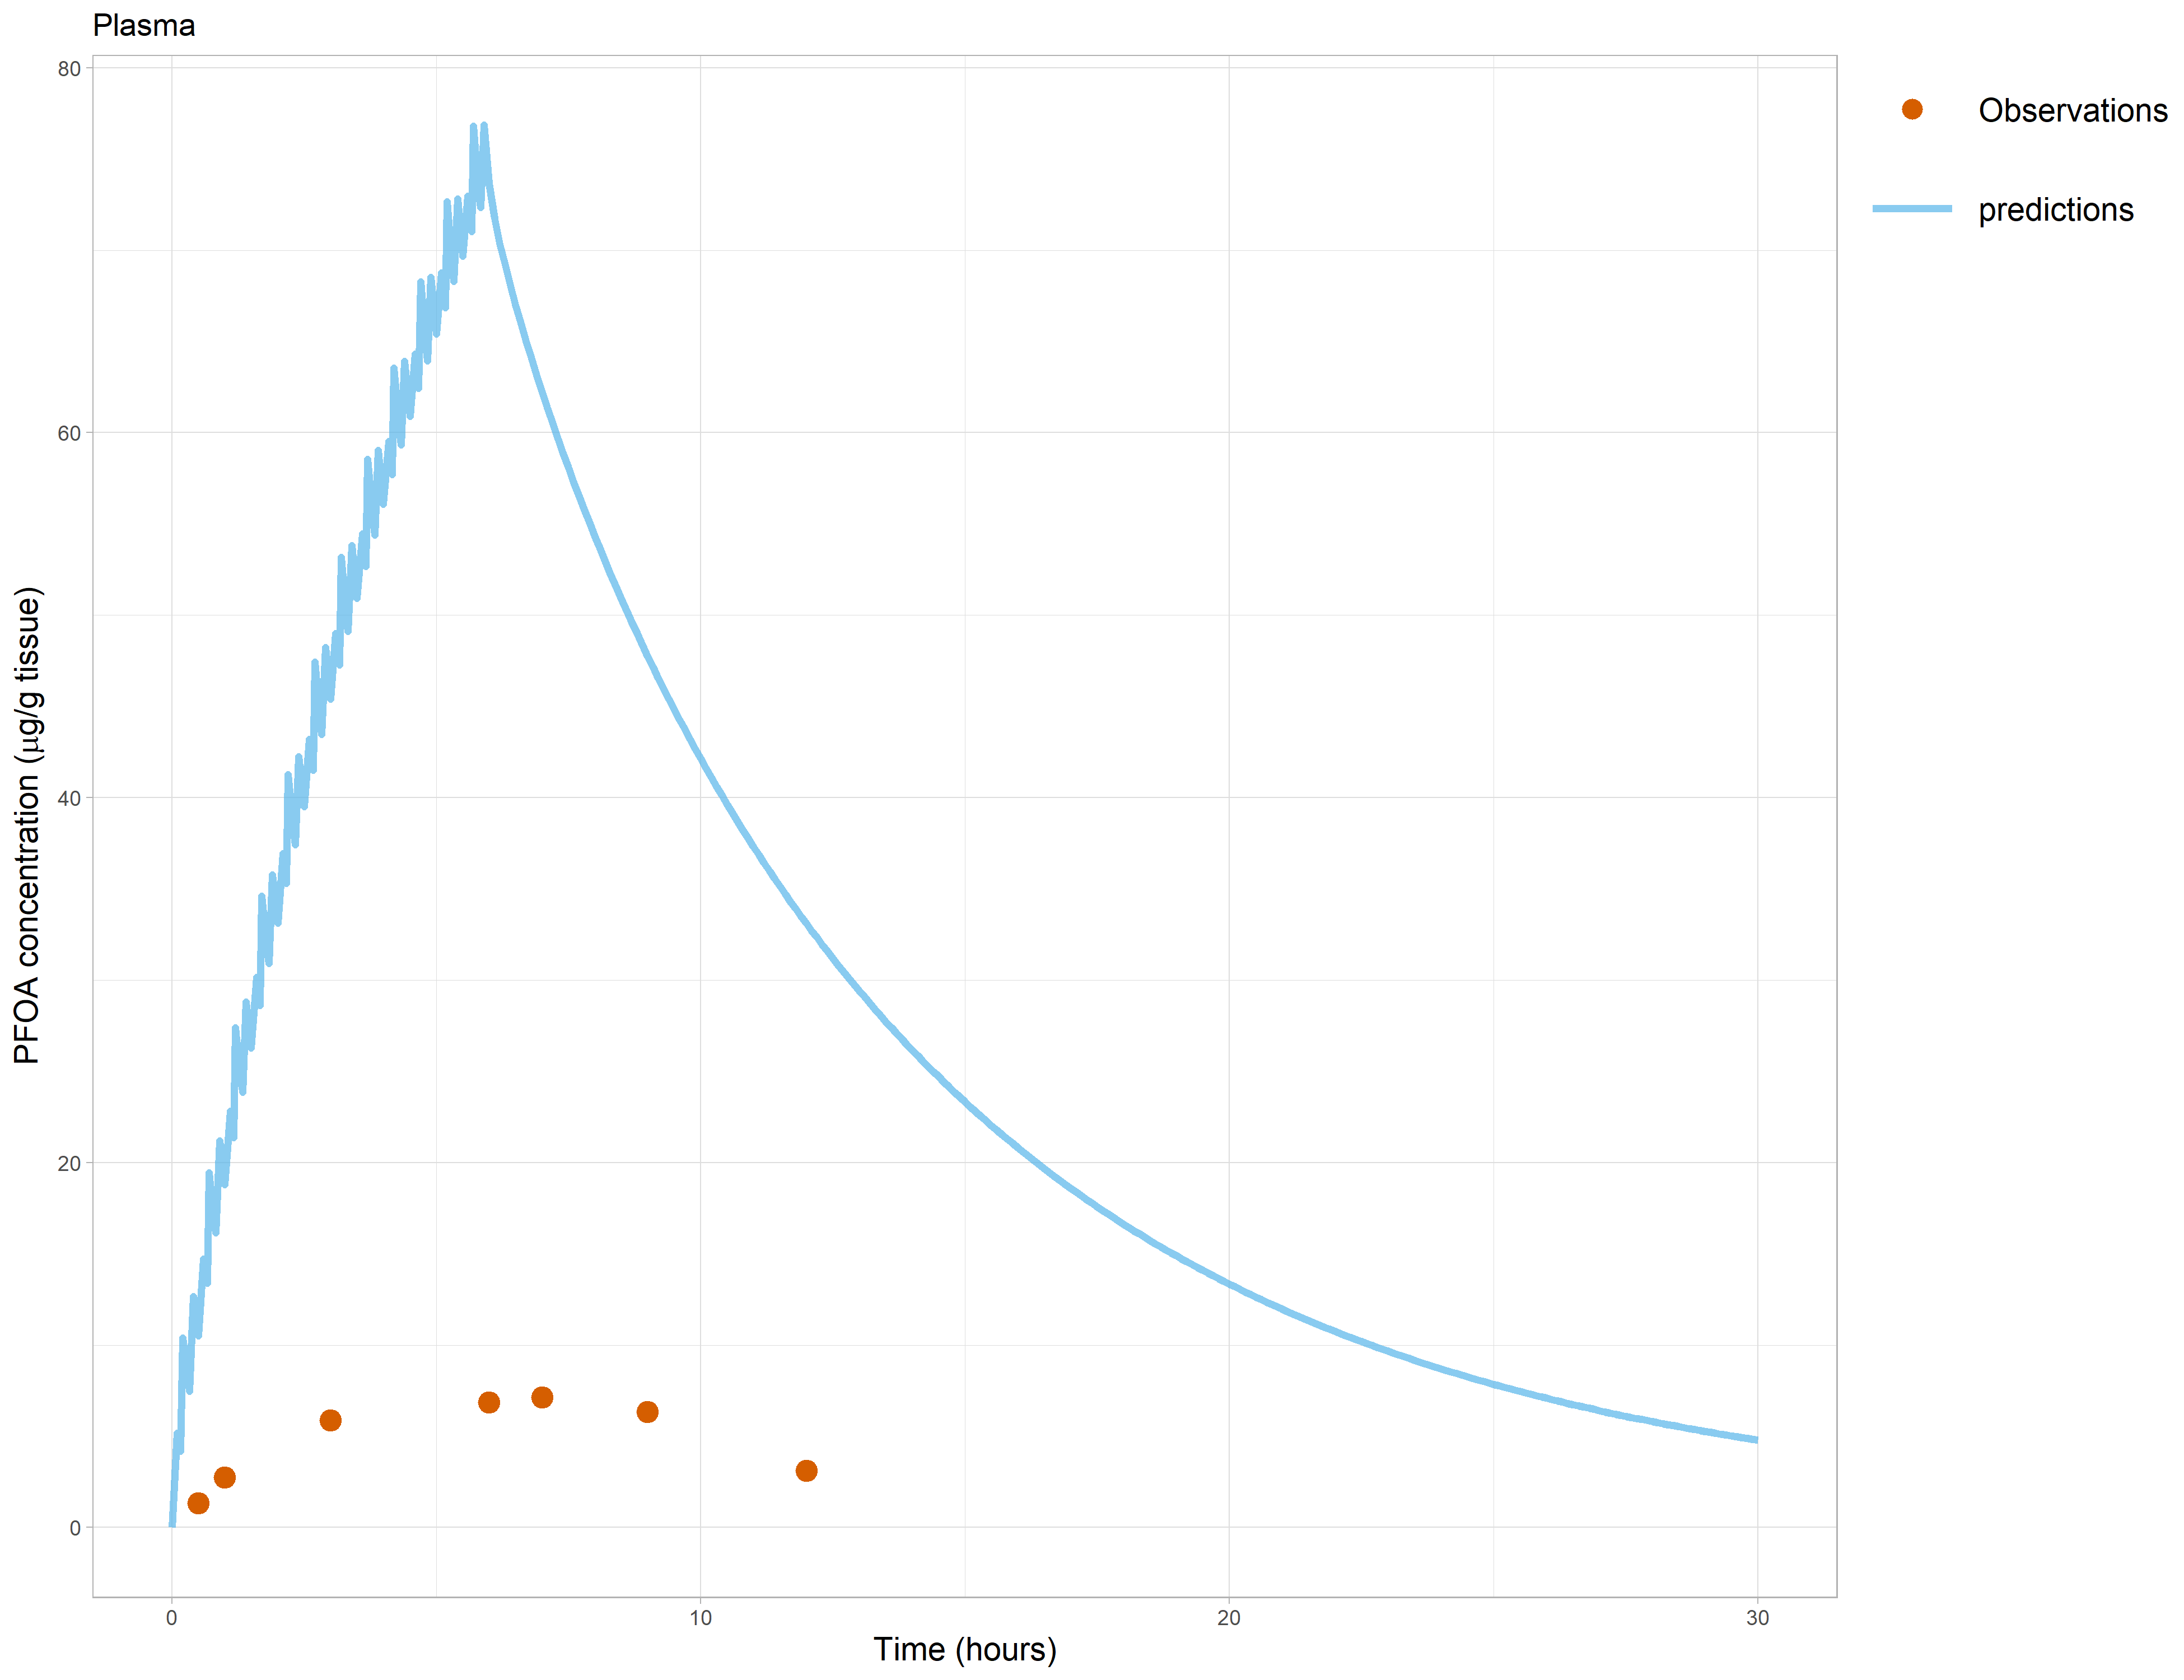 Plasma
80
60
40
20
0
0 10 20 30
Time (hours)
PFOA concentration (μg/g tissue)
Observations
predictions